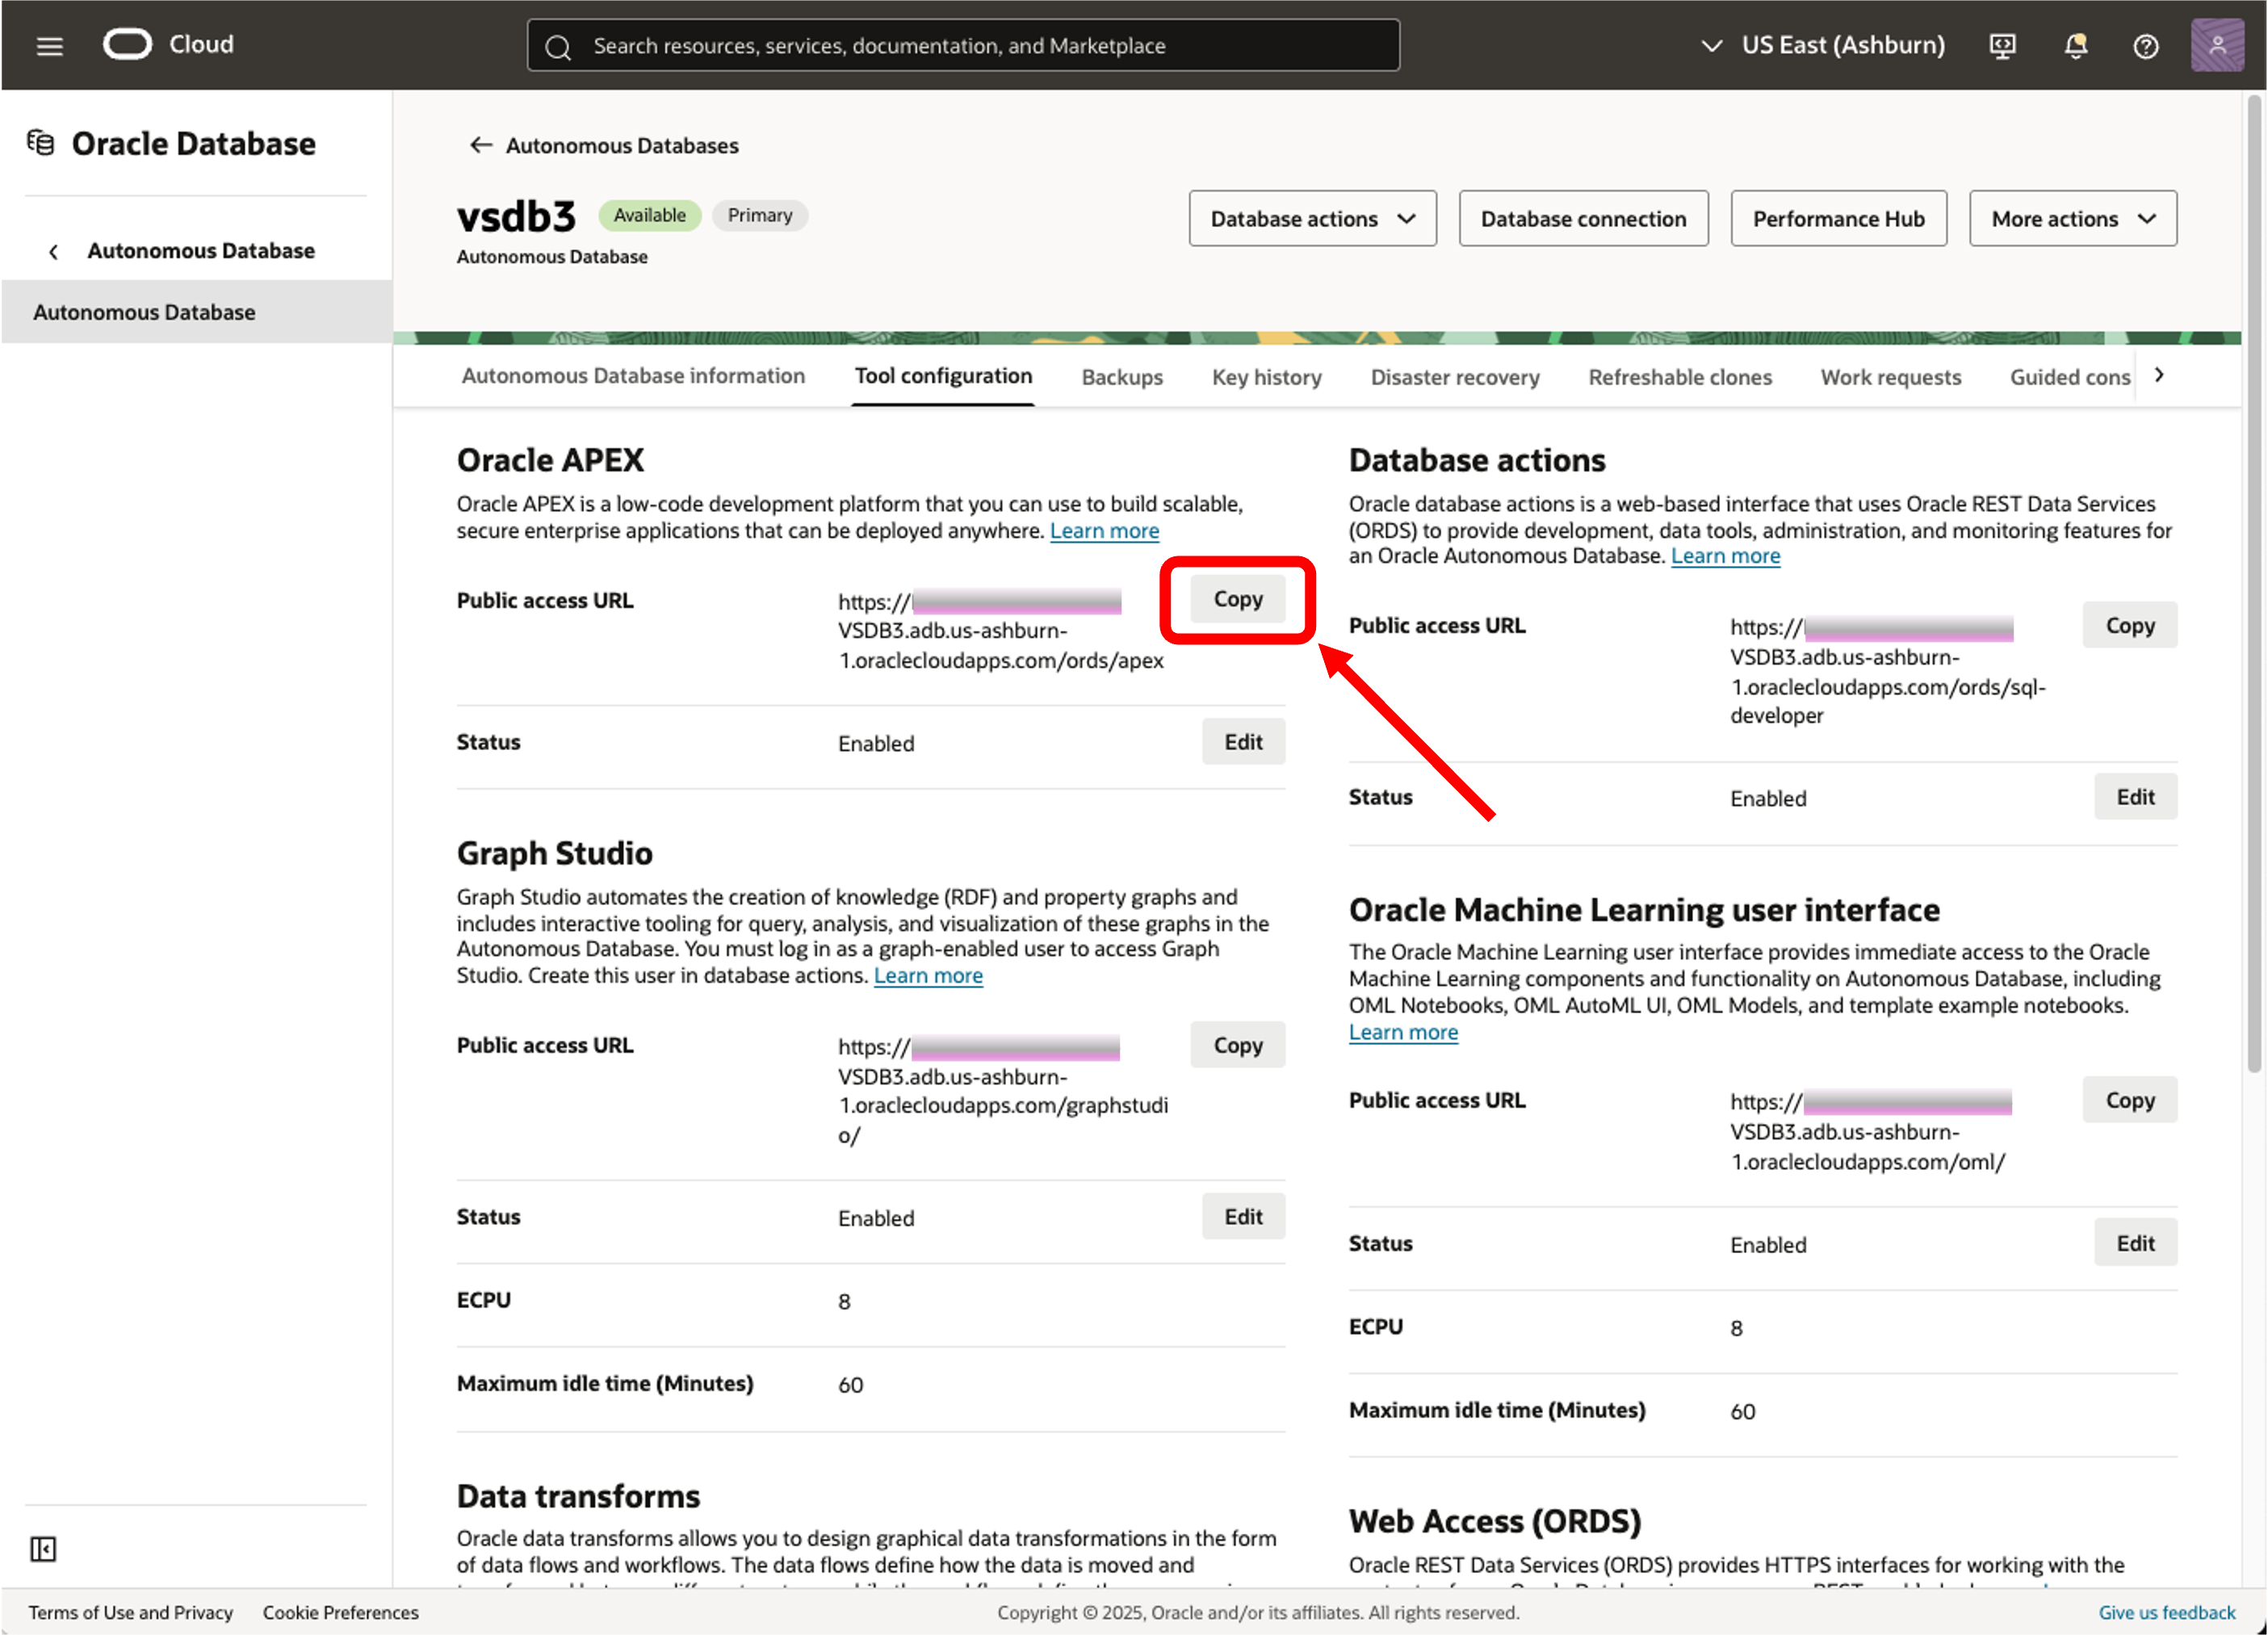 Cloud
Search resources, services, documentation, and Marketplace
US East (Ashburn)
Oracle Database
Autonomous Database
Autonomous Database
Autonomous Databases
vsdb3
Available
Primary
Autonomous Database
Database actions
Database connection
Performance Hub
More actions
Autonomous Database information
Tool configuration
Backups
Key history
Disaster recovery
Refreshable clones
Work requests
Guided cons
Oracle APEX
Oracle APEX is a low-code development platform that you can use to build scalable,
secure enterprise applications that can be deployed anywhere. Learn more
Public access URL
https://
VSDB3.adb.us-ashburn-
1.oraclecloudapps.com/ords/apex
Copy
Status
Enabled
Edit
Graph Studio
Graph Studio automates the creation of knowledge (RDF) and property graphs and
includes interactive tooling for query, analysis, and visualization of these graphs in the
Autonomous Database. You must log in as a graph-enabled user to access Graph
Studio. Create this user in database actions. Learn more
Public access URL
https://
VSDB3.adb.us-ashburn-
1.oraclecloudapps.com/graphstudi
o/
Copy
Status
Enabled
Edit
ECPU
8
Maximum idle time (Minutes)
60
Data transforms
Oracle data transforms allows you to design graphical data transformations in the form
of data flows and workflows. The data flows define how the data is moved and
Database actions
Oracle database actions is a web-based interface that uses Oracle REST Data Services
(ORDS) to provide development, data tools, administration, and monitoring features for
an Oracle Autonomous Database. Learn more
Public access URL
https://
VSDB3.adb.us-ashburn-
1.oraclecloudapps.com/ords/sql-
developer
Copy
Status
Enabled
Edit
Oracle Machine Learning user interface
The Oracle Machine Learning user interface provides immediate access to the Oracle
Machine Learning components and functionality on Autonomous Database, including
OML Notebooks, OML AutoML UI, OML Models, and template example notebooks.
Learn more
Public access URL
https://
VSDB3.adb.us-ashburn-
1.oraclecloudapps.com/oml/
Copy
Status
Enabled
Edit
ECPU
8
Maximum idle time (Minutes)
60
Web Access (ORDS)
Oracle REST Data Services (ORDS) provides HTTPS interfaces for working with the
Terms of Use and Privacy
Cookie Preferences
Copyright © 2025, Oracle and/or its affiliates. All rights reserved.
Give us feedback